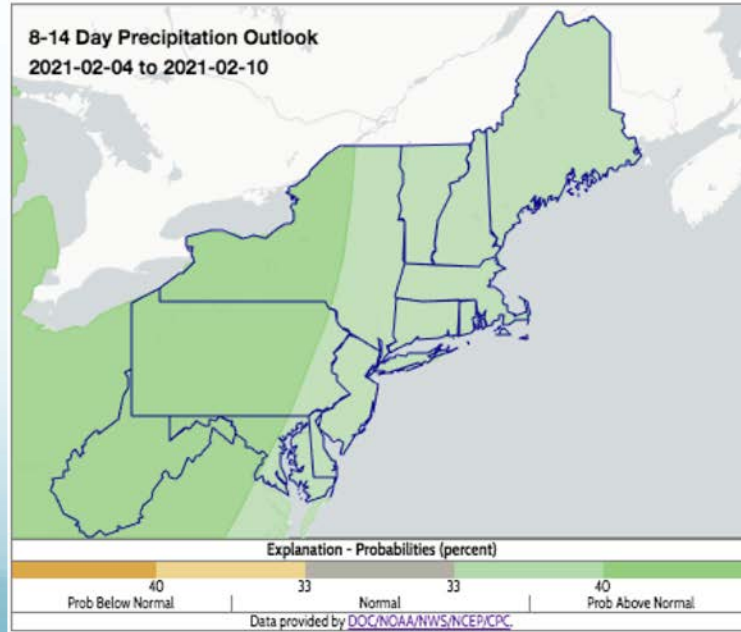 8-14 Day Precipitation Outlook
2021-02-04 to 2021-02-10
Explanation - Probabilities (percent)
40 33 33 40
Prob Below Normal | Normal | Prob Above Normal
Data provided by DOC/NOAA/NWS/NCEP/CPC.